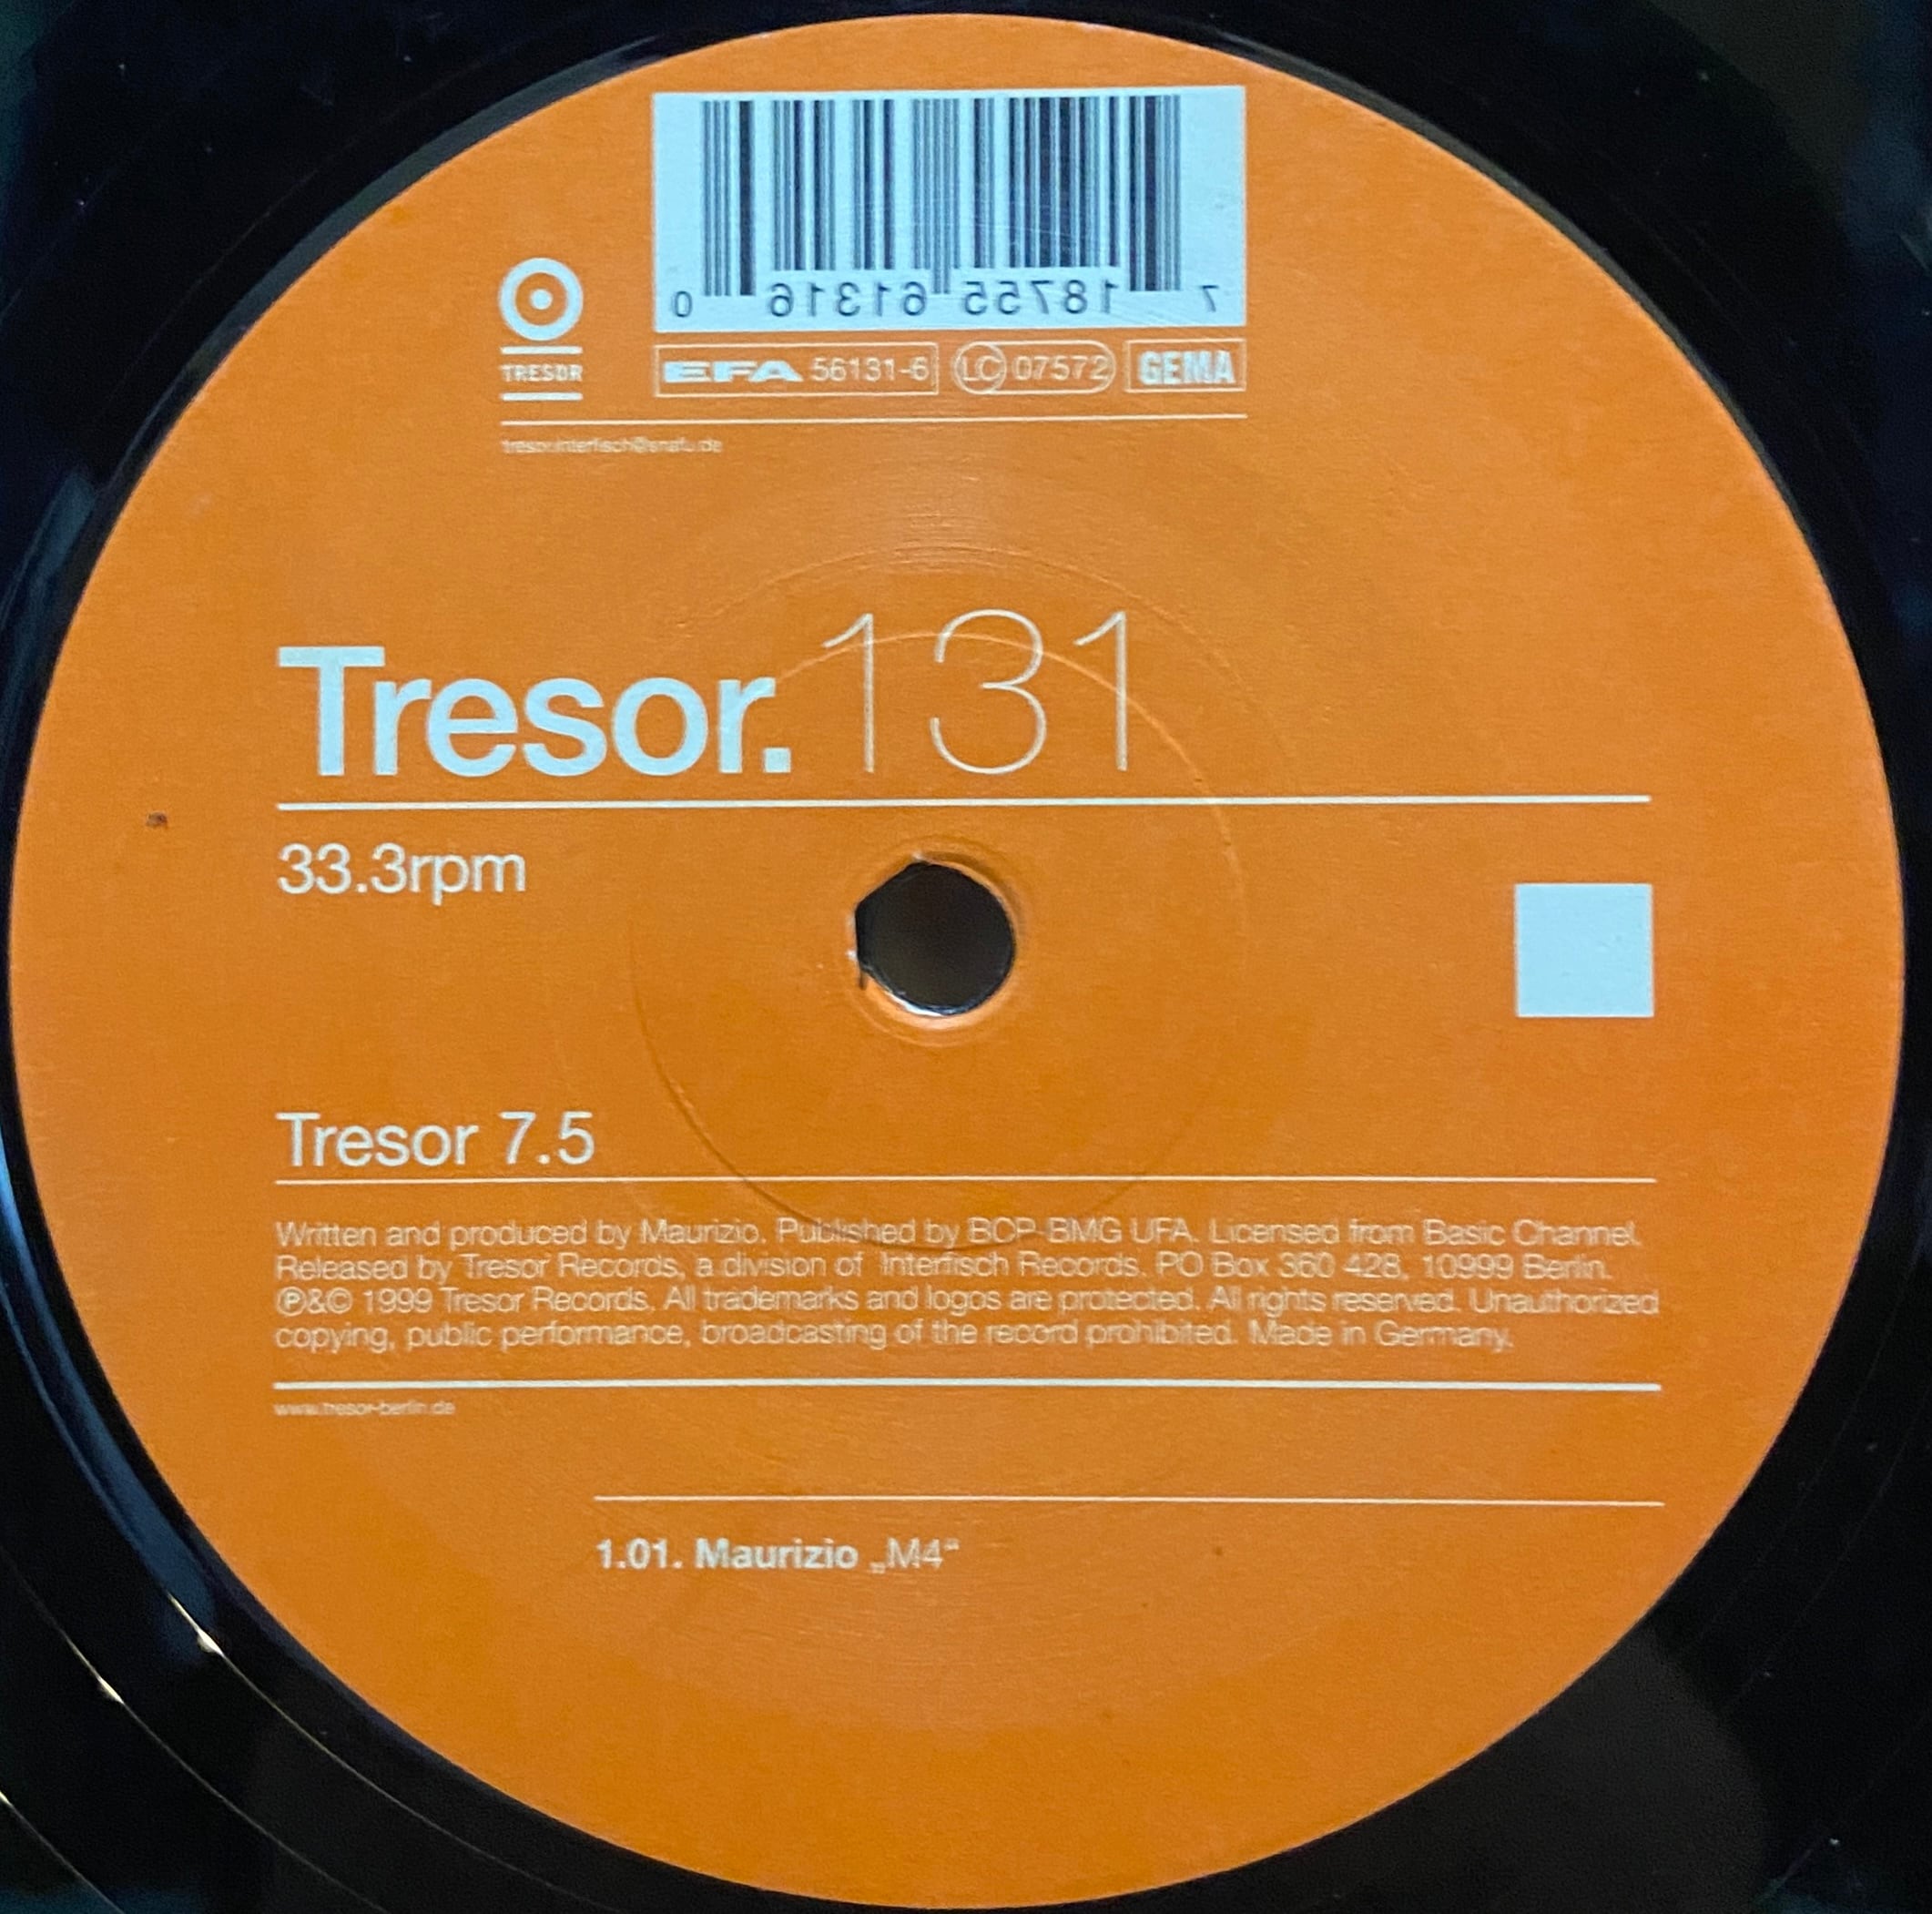 7 18755 61316 0
TRESOR
EFA 56131-6 LC 07572 GEMA
tresor.interfisch@snafu.de
Tresor.131
33.3rpm
Tresor 7.5
Written and produced by Maurizio. Published by BCP-BMG UFA. Licensed from Basic Channel.
Released by Tresor Records, a division of Interfisch Records. PO Box 360 428, 10999 Berlin.
℗&© 1999 Tresor Records. All trademarks and logos are protected. All rights reserved. Unauthorized
copying, public performance, broadcasting of the record prohibited. Made in Germany.
www.tresor-berlin.de
1.01. Maurizio „M4“